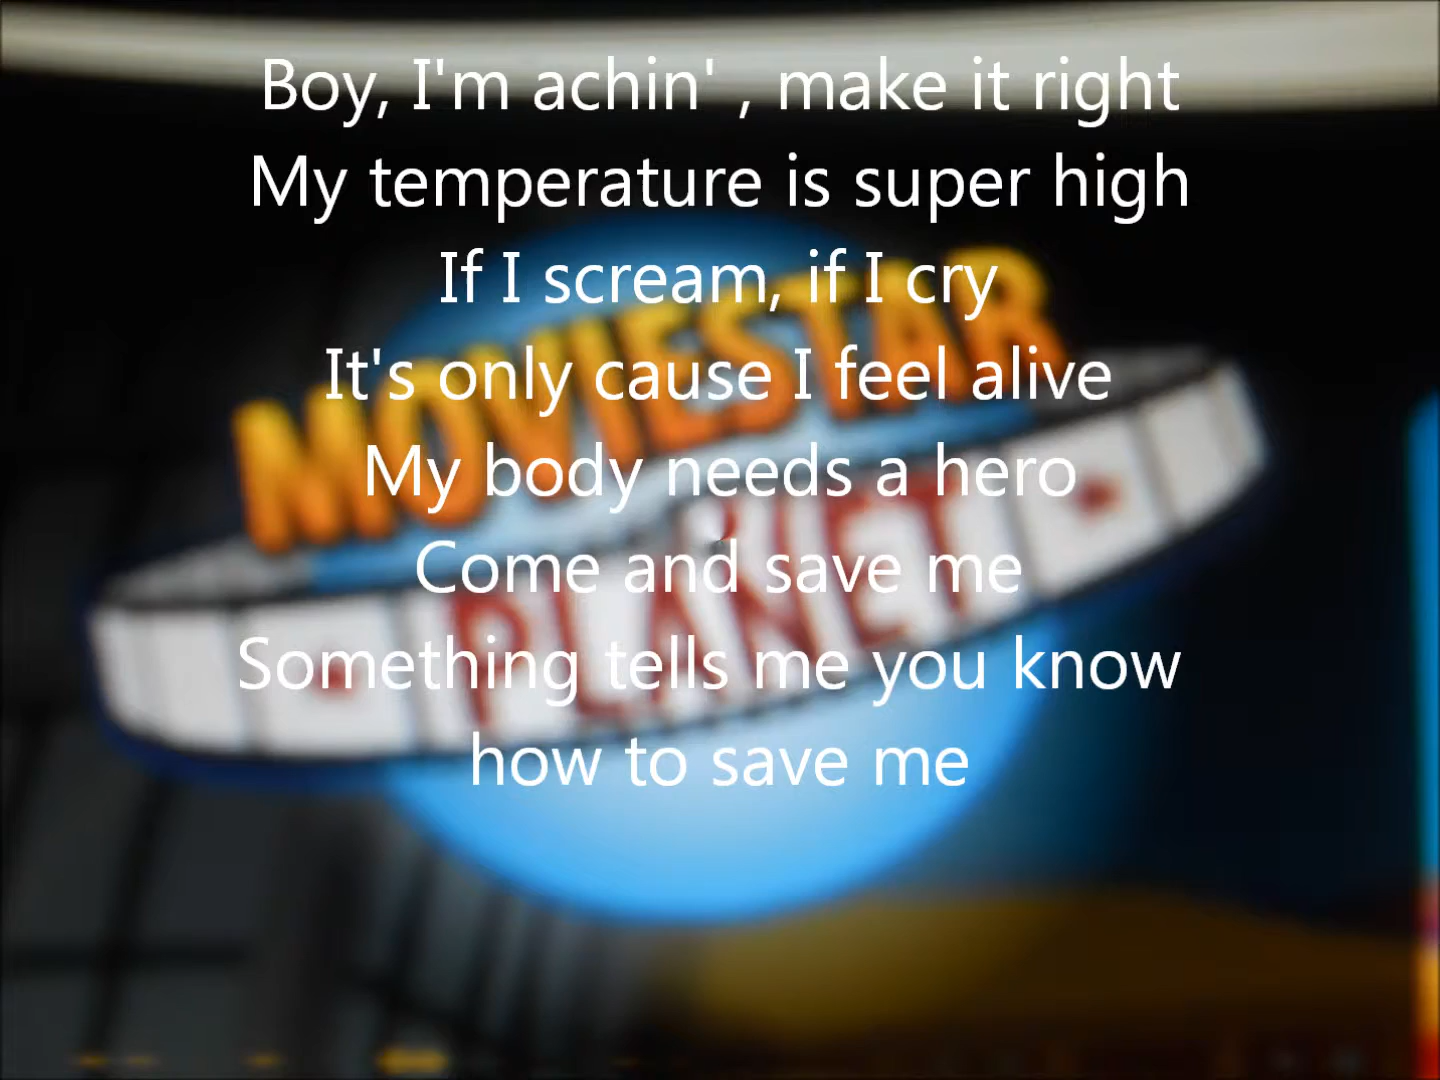 Boy, I'm achin' , make it right
My temperature is super high
If I scream, if I cry
It's only cause I feel alive
My body needs a hero
Come and save me
Something tells me you know
how to save me
MOVIESTAR
PLANET